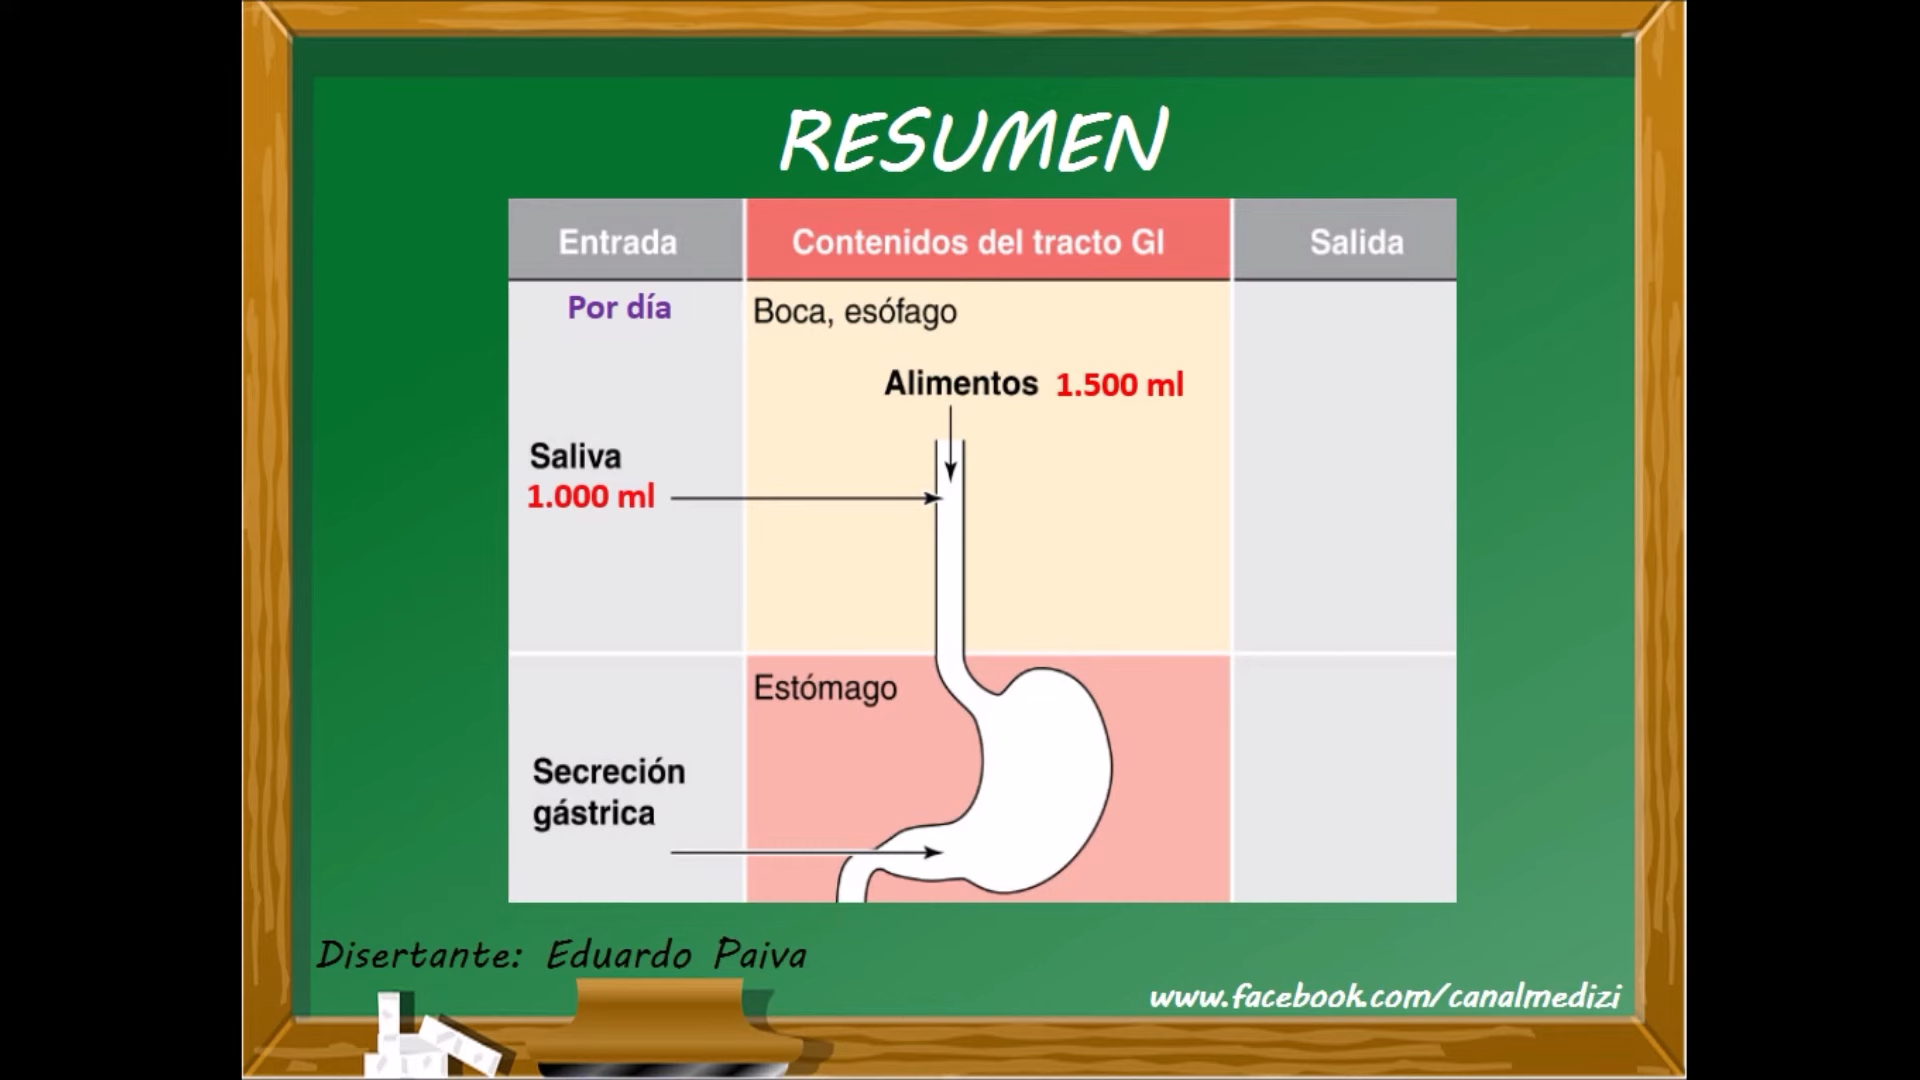 RESUMEN
Entrada
Contenidos del tracto GI
Salida
Por día
Boca, esófago
Alimentos 1.500 ml
Saliva
1.000 ml
Estómago
Secreción
gástrica
Disertante: Eduardo Paiva
www.facebook.com/canalmedizi